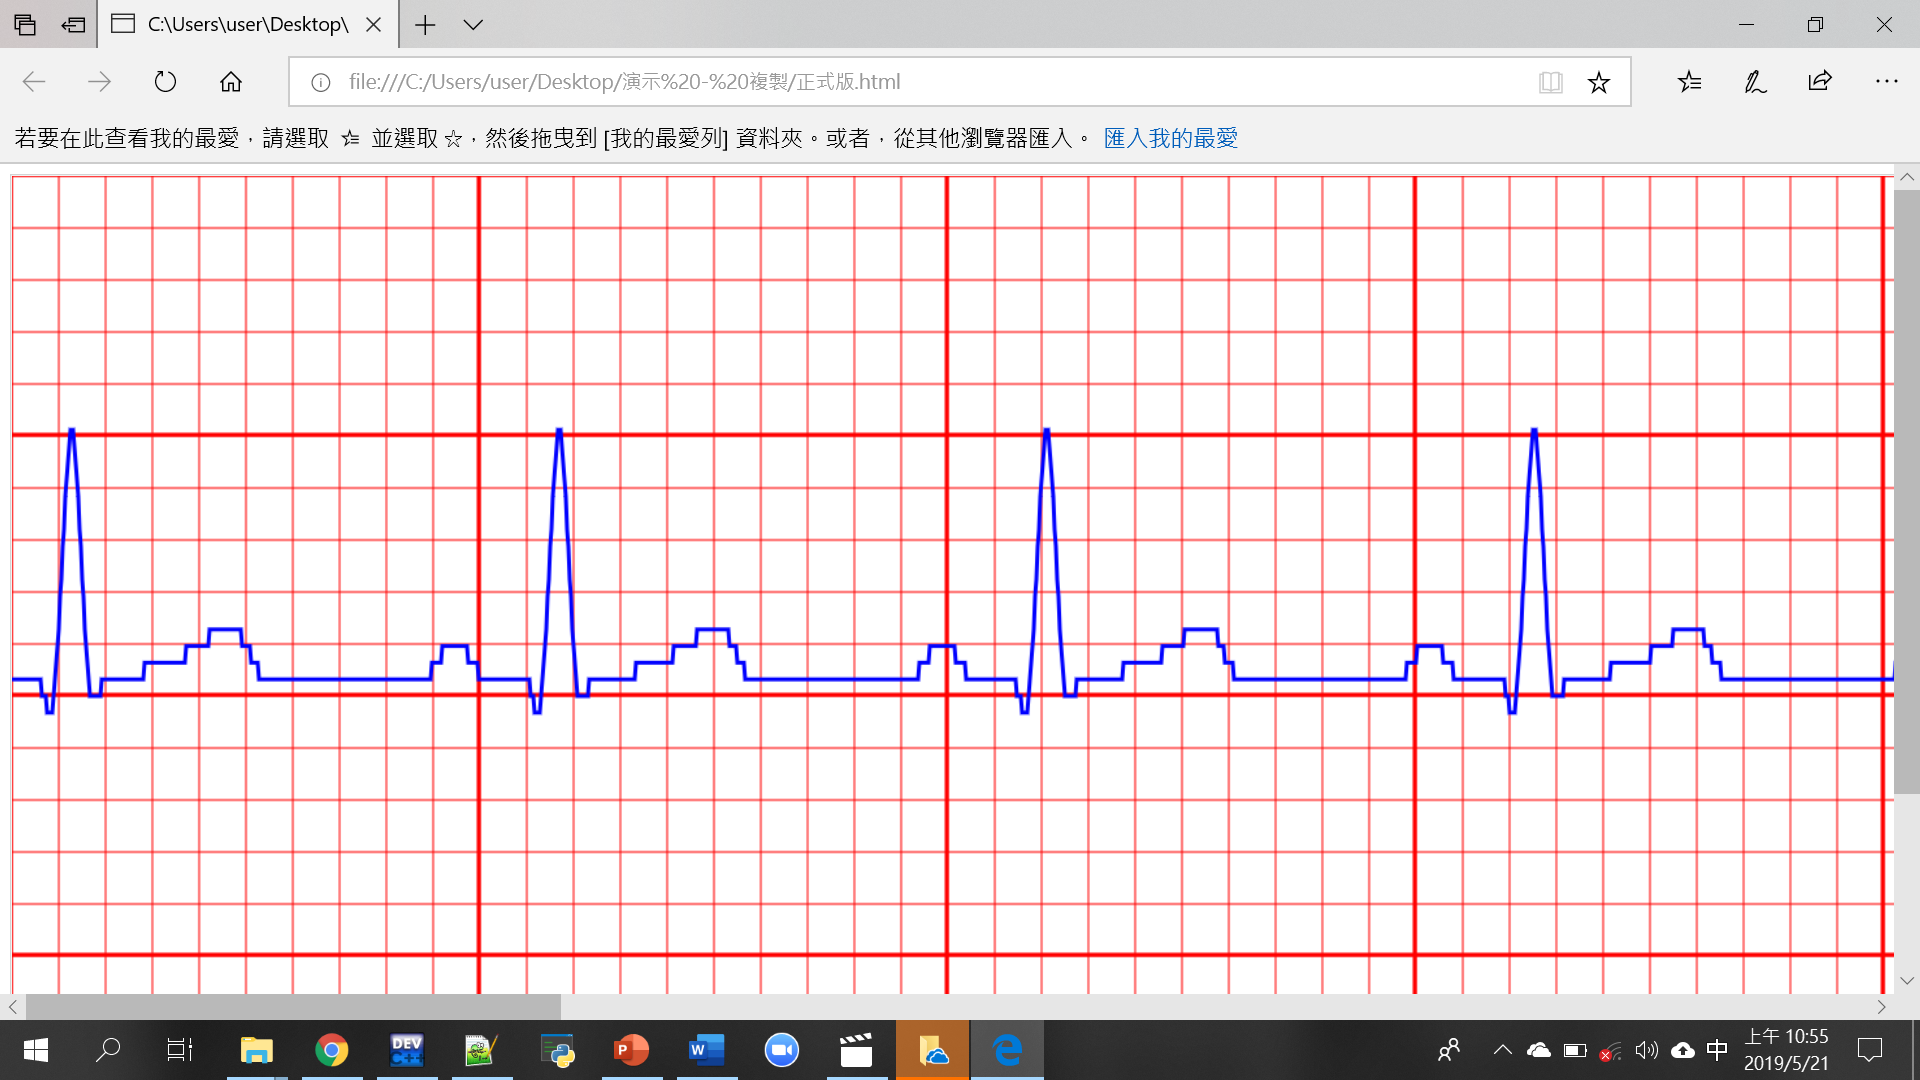 C:\Users\user\Desktop\
file:///C:/Users/user/Desktop/演示%20-%20複製/正式版.html
若要在此查看我的最愛，請選取 並選取 ☆，然後拖曳到 [我的最愛列] 資料夾。或者，從其他瀏覽器匯入。 匯入我的最愛
DEV
C++
P
W
中
上午 10:55
2019/5/21